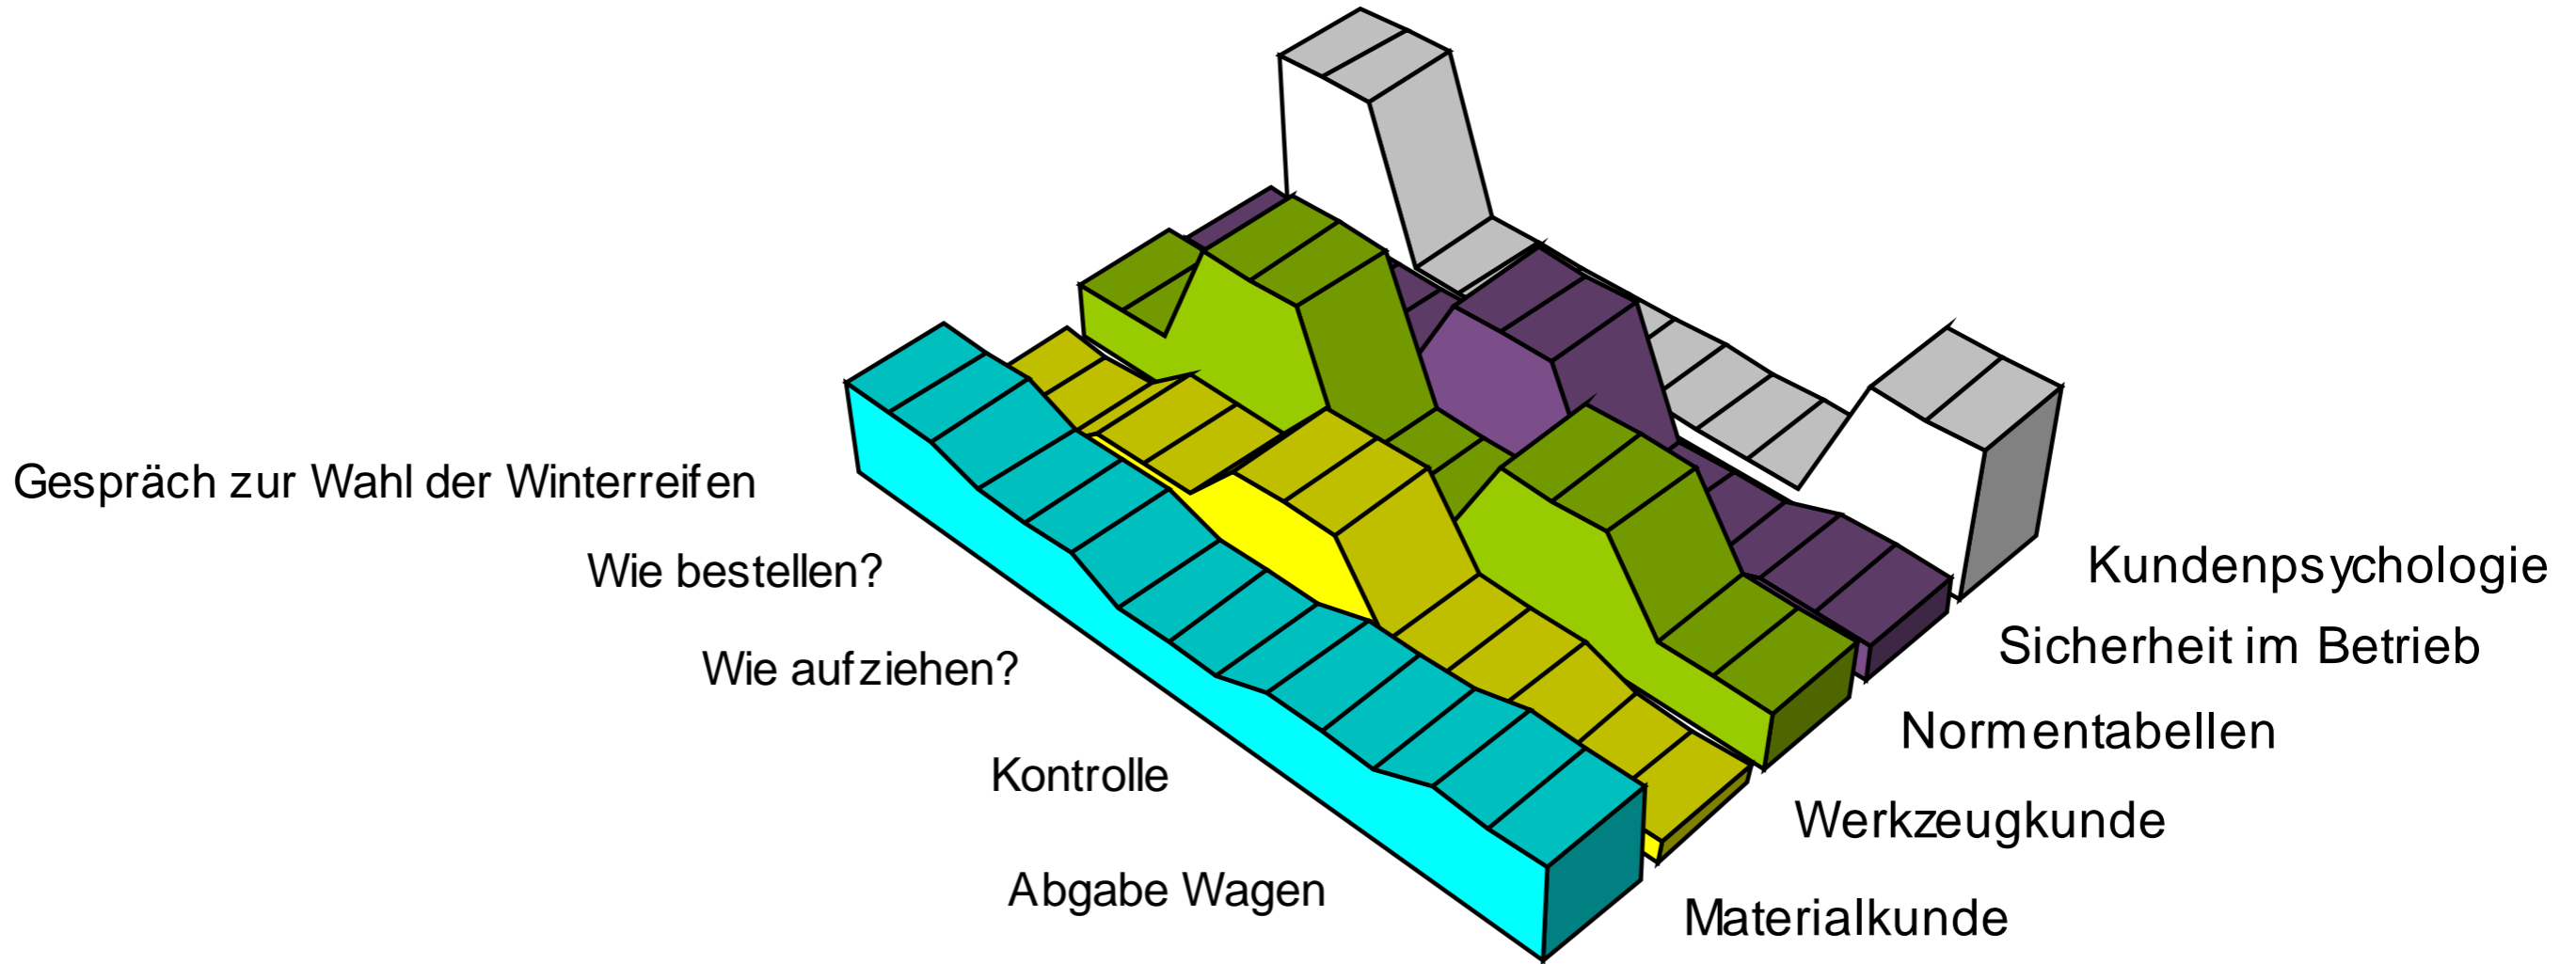 Gespräch zur Wahl der Winterreifen
Wie bestellen?
Wie aufziehen?
Kontrolle
Abgabe Wagen
Kundenpsychologie
Sicherheit im Betrieb
Normentabellen
Werkzeugkunde
Materialkunde